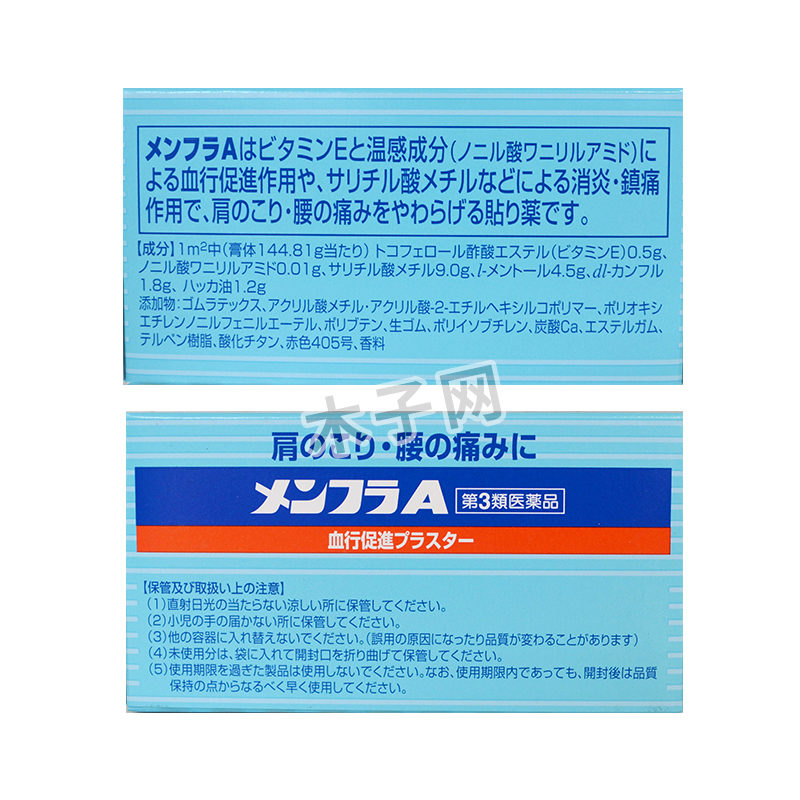 メンフラAはビタミンEと温感成分(ノニル酸ワニリルアミド)に
よる血行促進作用や、サリチル酸メチルなどによる消炎・鎮痛
作用で、肩のこり・腰の痛みをやわらげる貼り薬です。
【成分】1m²中(膏体144.81g当たり) トコフェロール酢酸エステル(ビタミンE)0.5g、
ノニル酸ワニリルアミド0.01g、サリチル酸メチル9.0g、l-メントール4.5g、dl-カンフル
1.8g、ハッカ油1.2g
添加物:ゴムラテックス、アクリル酸メチル・アクリル酸-2-エチルヘキシルコポリマー、ポリオキシ
エチレンノニルフェニルエーテル、ポリブテン、生ゴム、ポリイソブチレン、炭酸Ca、エステルガム、
テルペン樹脂、酸化チタン、赤色405号、香料
木子网
肩のこり・腰の痛みに
メンフラA 第3類医薬品
血行促進プラスター
【保管及び取扱い上の注意】
(1)直射日光の当たらない涼しい所に保管してください。
(2)小児の手の届かない所に保管してください。
(3)他の容器に入れ替えないでください。(誤用の原因になったり品質が変わることがあります)
(4)未使用分は、袋に入れて開封口を折り曲げて保管してください。
(5)使用期限を過ぎた製品は使用しないでください。なお、使用期限内であっても、開封後は品質
保持の点からなるべく早く使用してください。